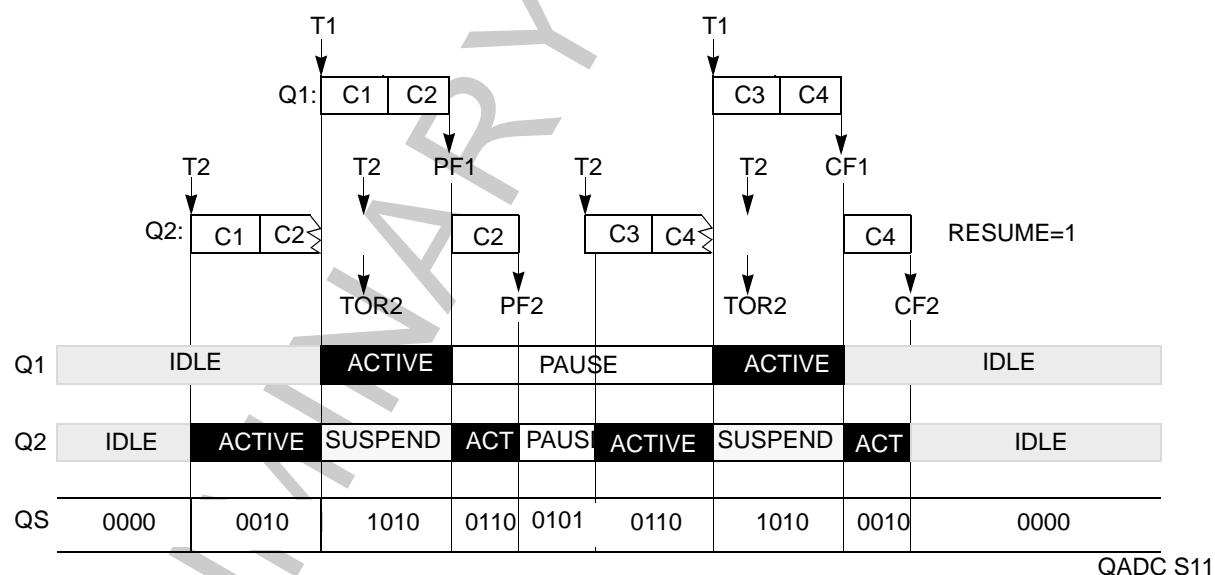 T1 T1
Q1: C1 C2 C3 C4
T2 T2 PF1 T2 T2 CF1
Q2: C1 C2 C2 C3 C4 C4 RESUME=1
TOR2 PF2 TOR2 CF2
Q1 IDLE ACTIVE PAUSE ACTIVE IDLE
Q2 IDLE ACTIVE SUSPEND ACT PAUSE ACTIVE SUSPEND ACT IDLE
QS 0000 0010 1010 0110 0101 0110 1010 0010 0000
QADC S11
MINARY